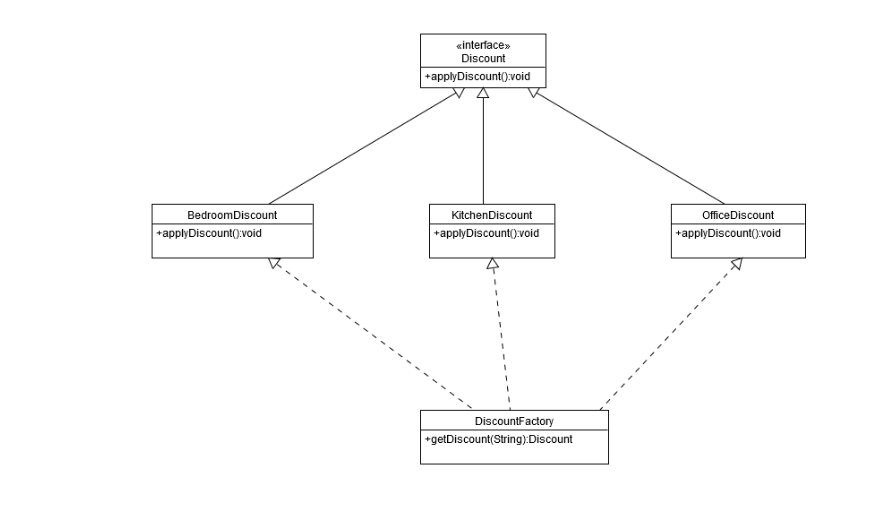 «interface»
Discount
+applyDiscount():void
BedroomDiscount
+applyDiscount():void
KitchenDiscount
+applyDiscount():void
OfficeDiscount
+applyDiscount():void
DiscountFactory
+getDiscount(String):Discount